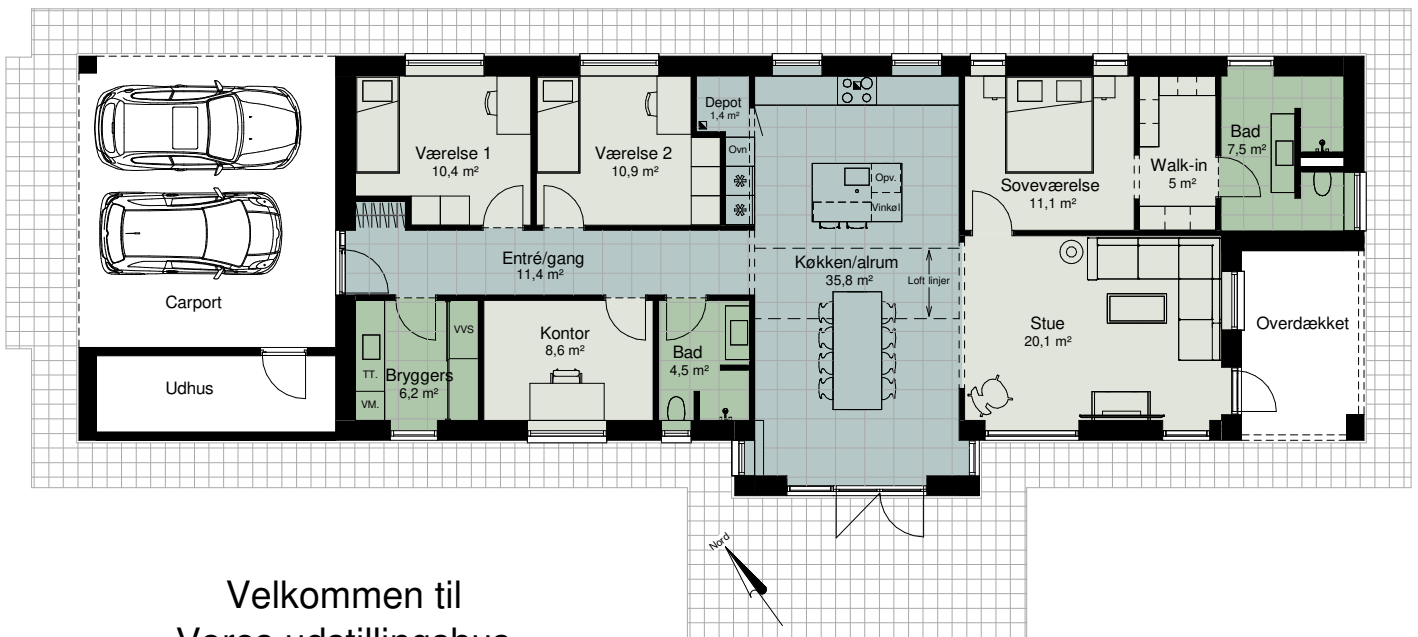 Værelse 1
10,4 m²
Værelse 2
10,9 m²
Depot
1,4 m²
Ovn
Opv.
Vinkøl
Soveværelse
11,1 m²
Walk-in
5 m²
Bad
7,5 m²
Entré/gang
11,4 m²
Køkken/alrum
35,8 m²
Loft linjer
Carport
Udhus
TT.
VM.
Bryggers
6,2 m²
VVS
Kontor
8,6 m²
Bad
4,5 m²
Stue
20,1 m²
Overdækket
Nord
Velkommen til
Vores udstillingshus